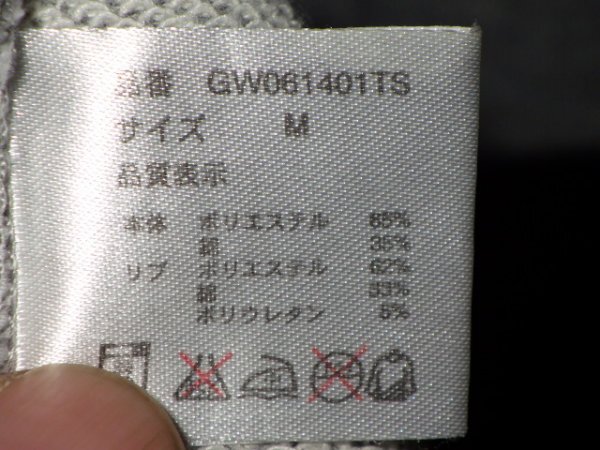 品番 GW061401TS
サイズ M
品質表示
本体 ポリエステル 65%
綿 35%
リブ ポリエステル 62%
綿 33%
ポリウレタン 5%